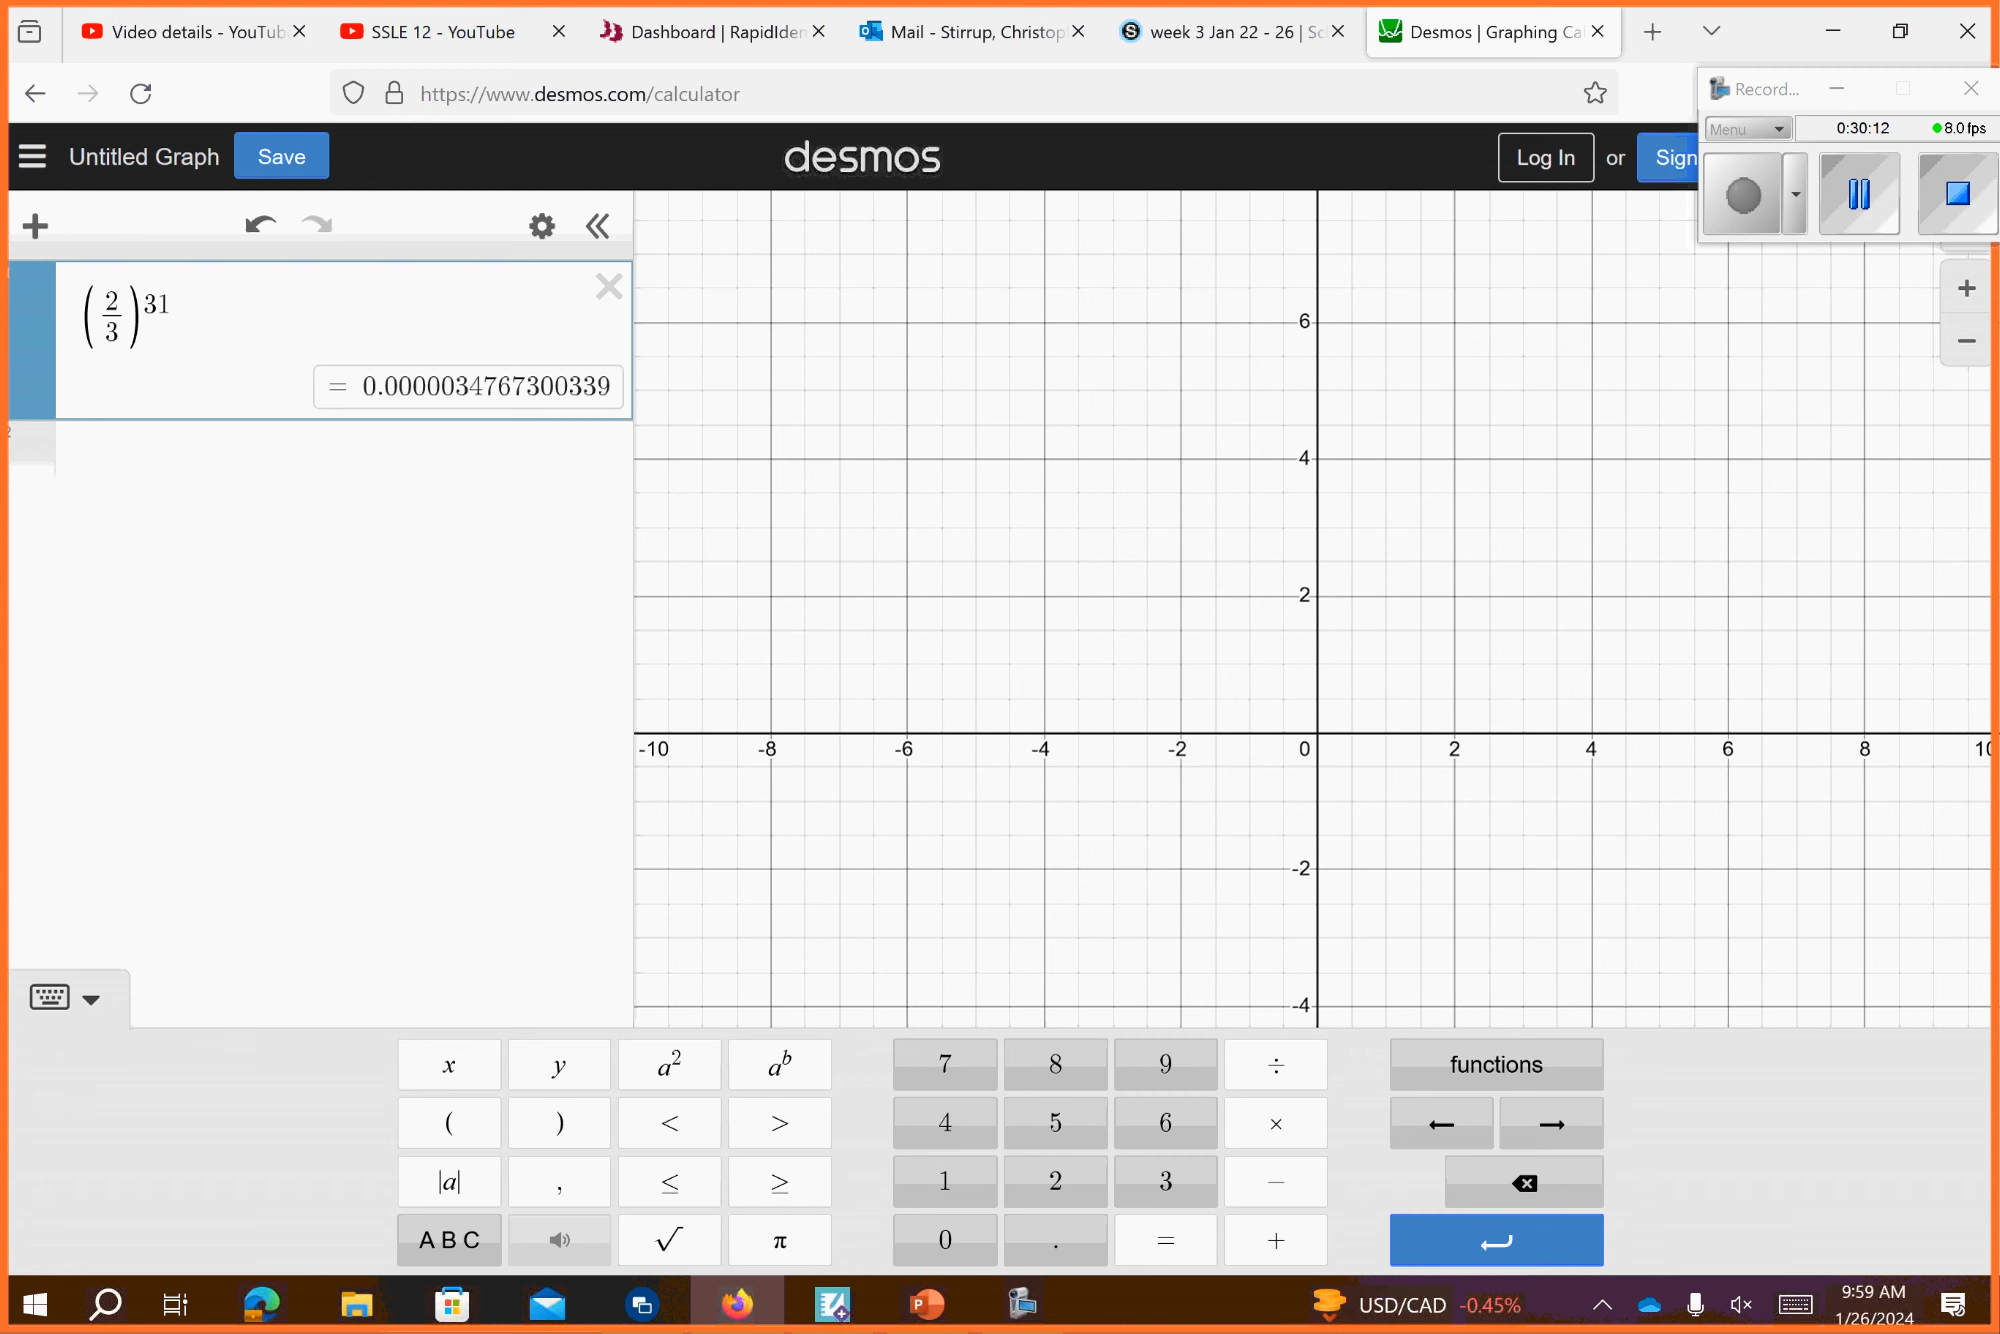 Video details - YouTub
SSLE 12 - YouTube
Dashboard | RapidIden
Mail - Stirrup, Christop
week 3 Jan 22 - 26 | Sc
Desmos | Graphing Ca
https://www.desmos.com/calculator
Record...
Menu
0:30:12
8.0 fps
Untitled Graph
Save
desmos
Log In
or
Sign
(2/3)^31
= 0.0000034767300339
2
6
4
2
-10 -8 -6 -4 -2 0 2 4 6 8 10
-2
-4
x y a² a^b 7 8 9 ÷ functions
( ) < > 4 5 6 × ← →
|a| , ≤ ≥ 1 2 3 −
A B C √ π 0 . = +
USD/CAD -0.45%
9:59 AM
1/26/2024